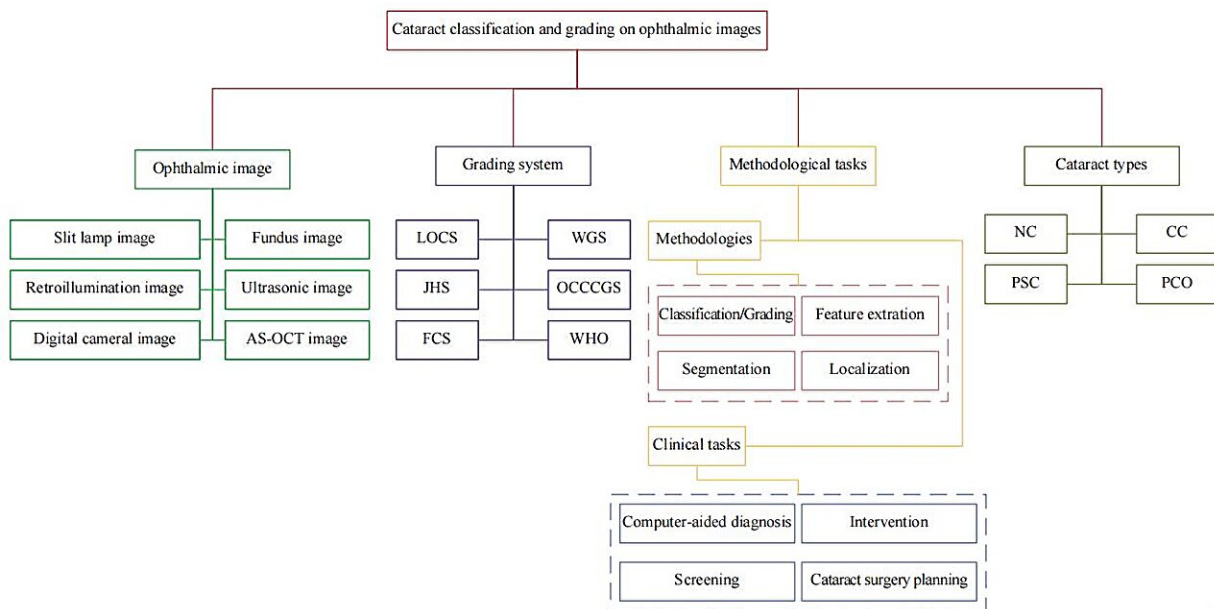 Cataract classification and grading on ophthalmic images
Ophthalmic image
Grading system
Methodological tasks
Cataract types
Slit lamp image
Fundus image
Retroillumination image
Ultrasonic image
Digital cameral image
AS-OCT image
LOCS
WGS
JHS
OCCCGS
FCS
WHO
Methodologies
Classification/Grading
Feature extration
Segmentation
Localization
Clinical tasks
Computer-aided diagnosis
Intervention
Screening
Cataract surgery planning
NC
CC
PSC
PCO